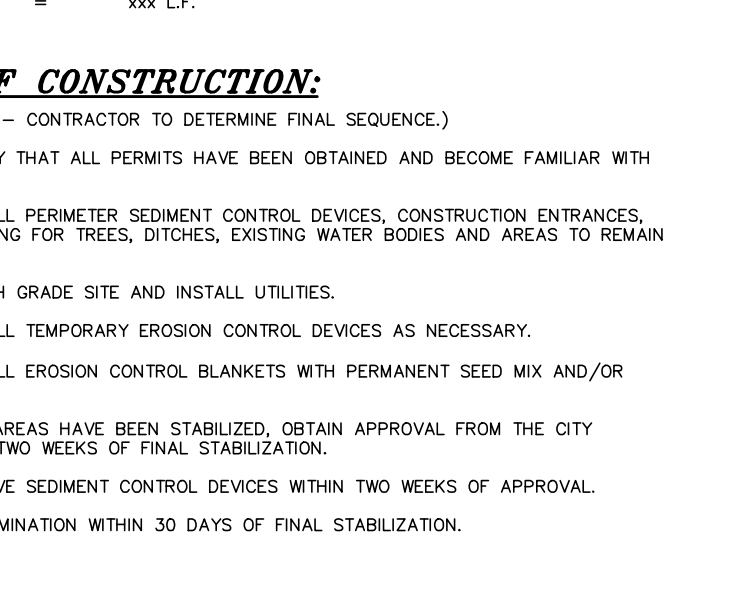 = xxx L.F.
F CONSTRUCTION:
– CONTRACTOR TO DETERMINE FINAL SEQUENCE.)
Y THAT ALL PERMITS HAVE BEEN OBTAINED AND BECOME FAMILIAR WITH
LL PERIMETER SEDIMENT CONTROL DEVICES, CONSTRUCTION ENTRANCES,
NG FOR TREES, DITCHES, EXISTING WATER BODIES AND AREAS TO REMAIN
H GRADE SITE AND INSTALL UTILITIES.
LL TEMPORARY EROSION CONTROL DEVICES AS NECESSARY.
LL EROSION CONTROL BLANKETS WITH PERMANENT SEED MIX AND/OR
AREAS HAVE BEEN STABILIZED, OBTAIN APPROVAL FROM THE CITY
TWO WEEKS OF FINAL STABILIZATION.
VE SEDIMENT CONTROL DEVICES WITHIN TWO WEEKS OF APPROVAL.
MINATION WITHIN 30 DAYS OF FINAL STABILIZATION.